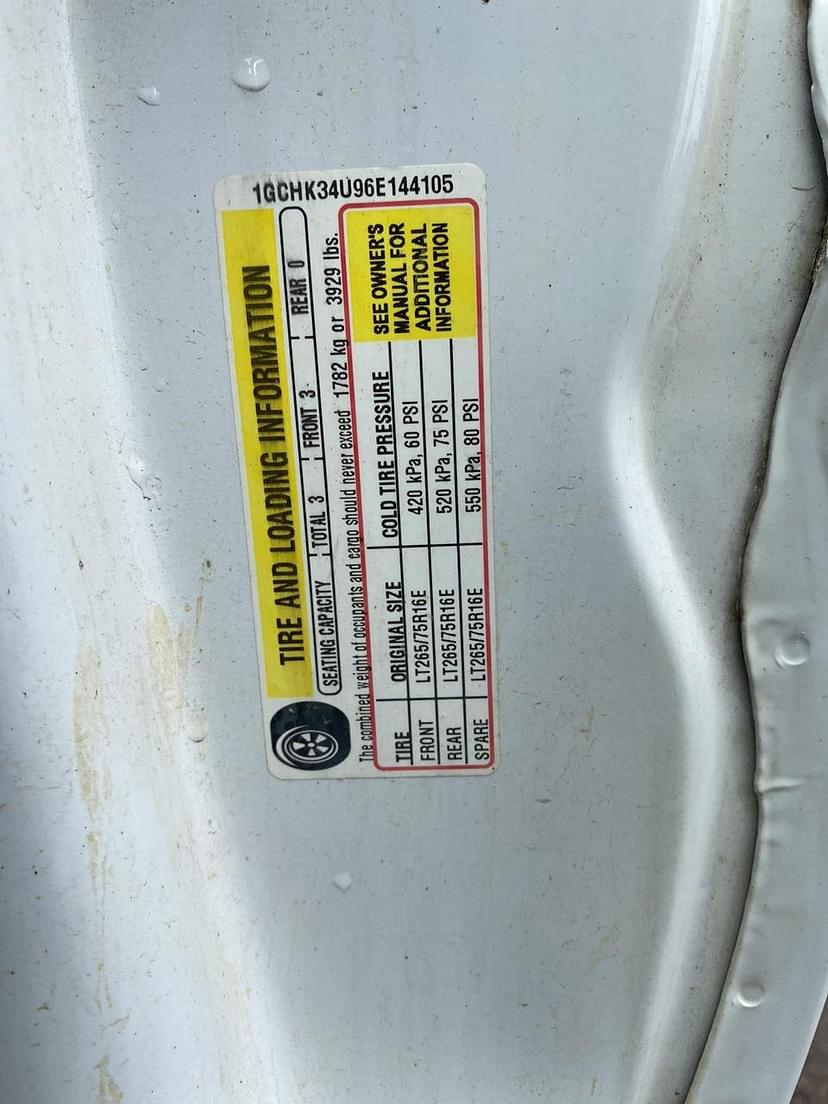 1GCHK34U96E144105
TIRE AND LOADING INFORMATION
SEATING CAPACITY TOTAL 3 FRONT 3 REAR 0
The combined weight of occupants and cargo should never exceed 1782 kg or 3929 lbs.
TIRE ORIGINAL SIZE COLD TIRE PRESSURE
FRONT LT265/75R16E 420 kPa, 60 PSI
REAR LT265/75R16E 520 kPa, 75 PSI
SPARE LT265/75R16E 550 kPa, 80 PSI
SEE OWNER'S
MANUAL FOR
ADDITIONAL
INFORMATION